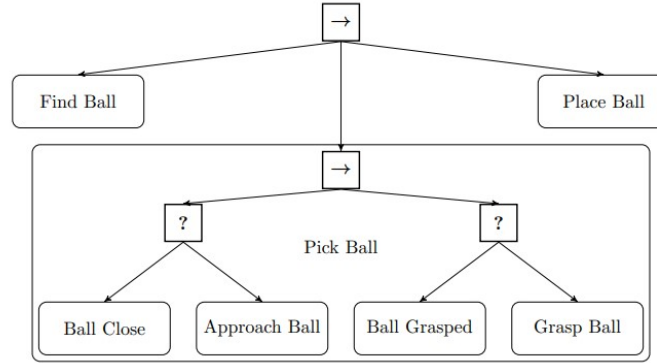 →
Find Ball
Place Ball
→
?
?
Pick Ball
Ball Close
Approach Ball
Ball Grasped
Grasp Ball